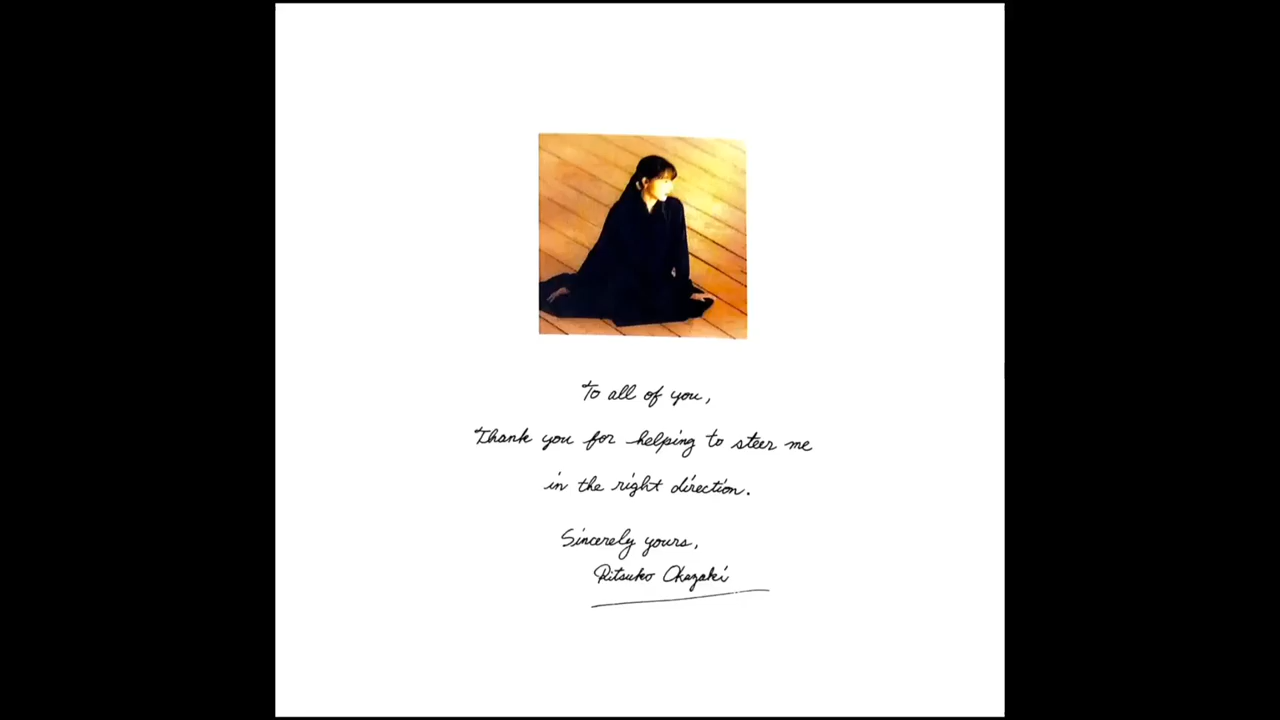 To all of you,
Thank you for helping to steer me
in the right direction.
Sincerely yours,
Ritsuko Okazaki